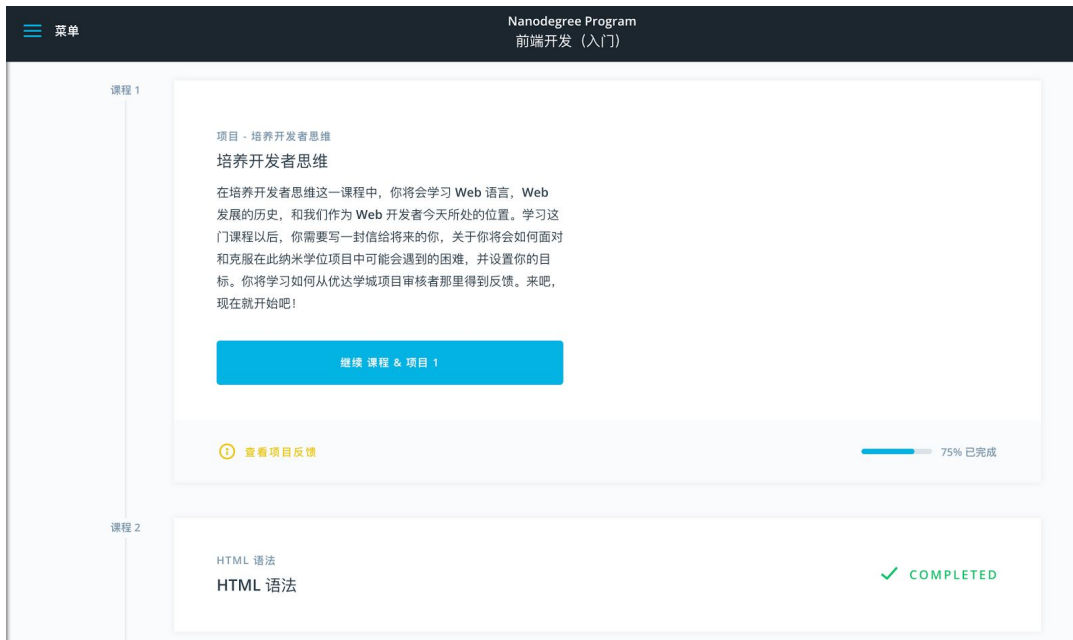 菜单
Nanodegree Program
前端开发（入门）
课程 1
项目 - 培养开发者思维
培养开发者思维
在培养开发者思维这一课程中，你将会学习 Web 语言，Web
发展的历史，和我们作为 Web 开发者今天所处的位置。学习这
门课程以后，你需要写一封信给将来的你，关于你将会如何面对
和克服在此纳米学位项目中可能会遇到的困难，并设置你的目
标。你将学习如何从优达学城项目审核者那里得到反馈。来吧，
现在就开始吧！
继续 课程 & 项目 1
查看项目反馈
75% 已完成
课程 2
HTML 语法
HTML 语法
COMPLETED